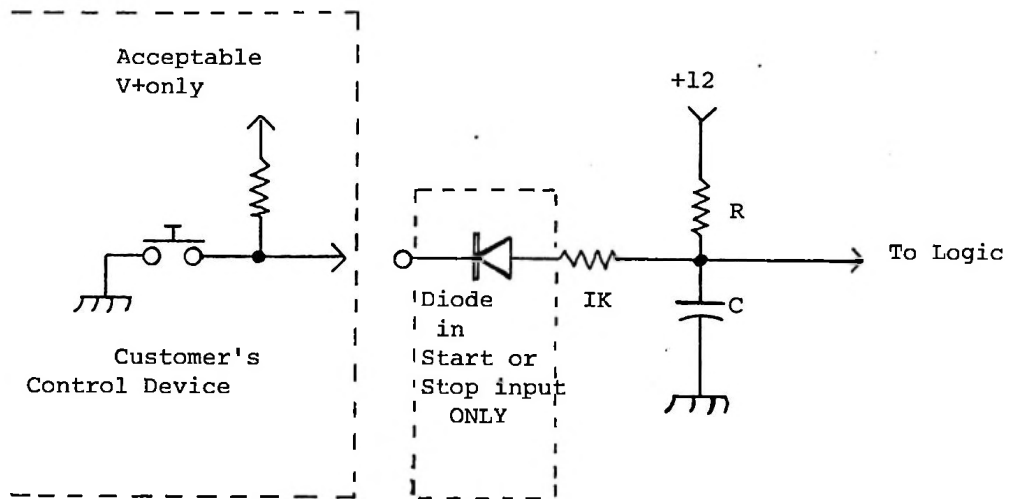 Acceptable
V+only
+12
R
To Logic
IK
C
Diode
in
Start or
Stop input
ONLY
Customer's
Control Device